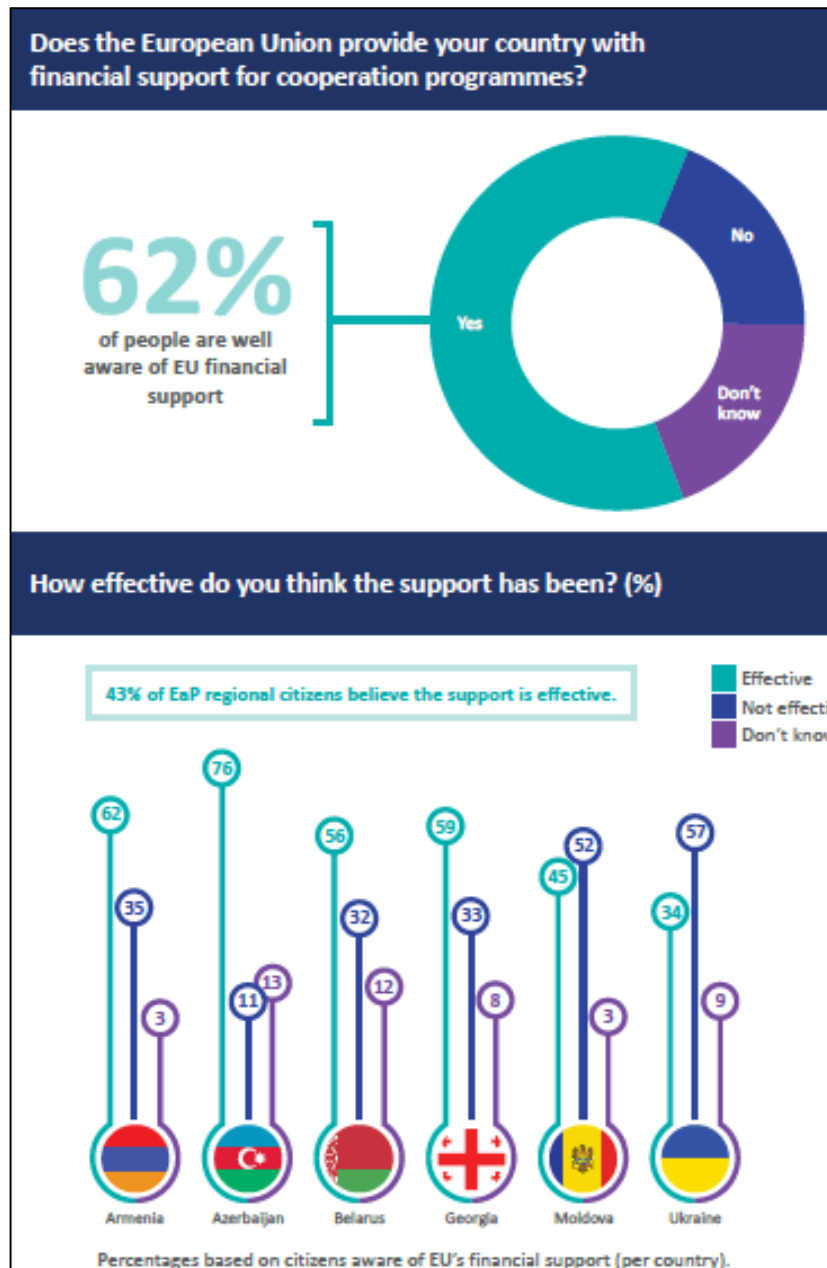 Does the European Union provide your country with
financial support for cooperation programmes?
62%
of people are well
aware of EU financial
support
Yes
No
Don't
know
How effective do you think the support has been? (%)
43% of EaP regional citizens believe the support is effective.
Effective
Not effecti
Don't know
62
35
3
76
11
13
56
32
12
59
33
8
45
52
3
34
57
9
Armenia
Azerbaijan
Belarus
Georgia
Moldova
Ukraine
Percentages based on citizens aware of EU's financial support (per country).